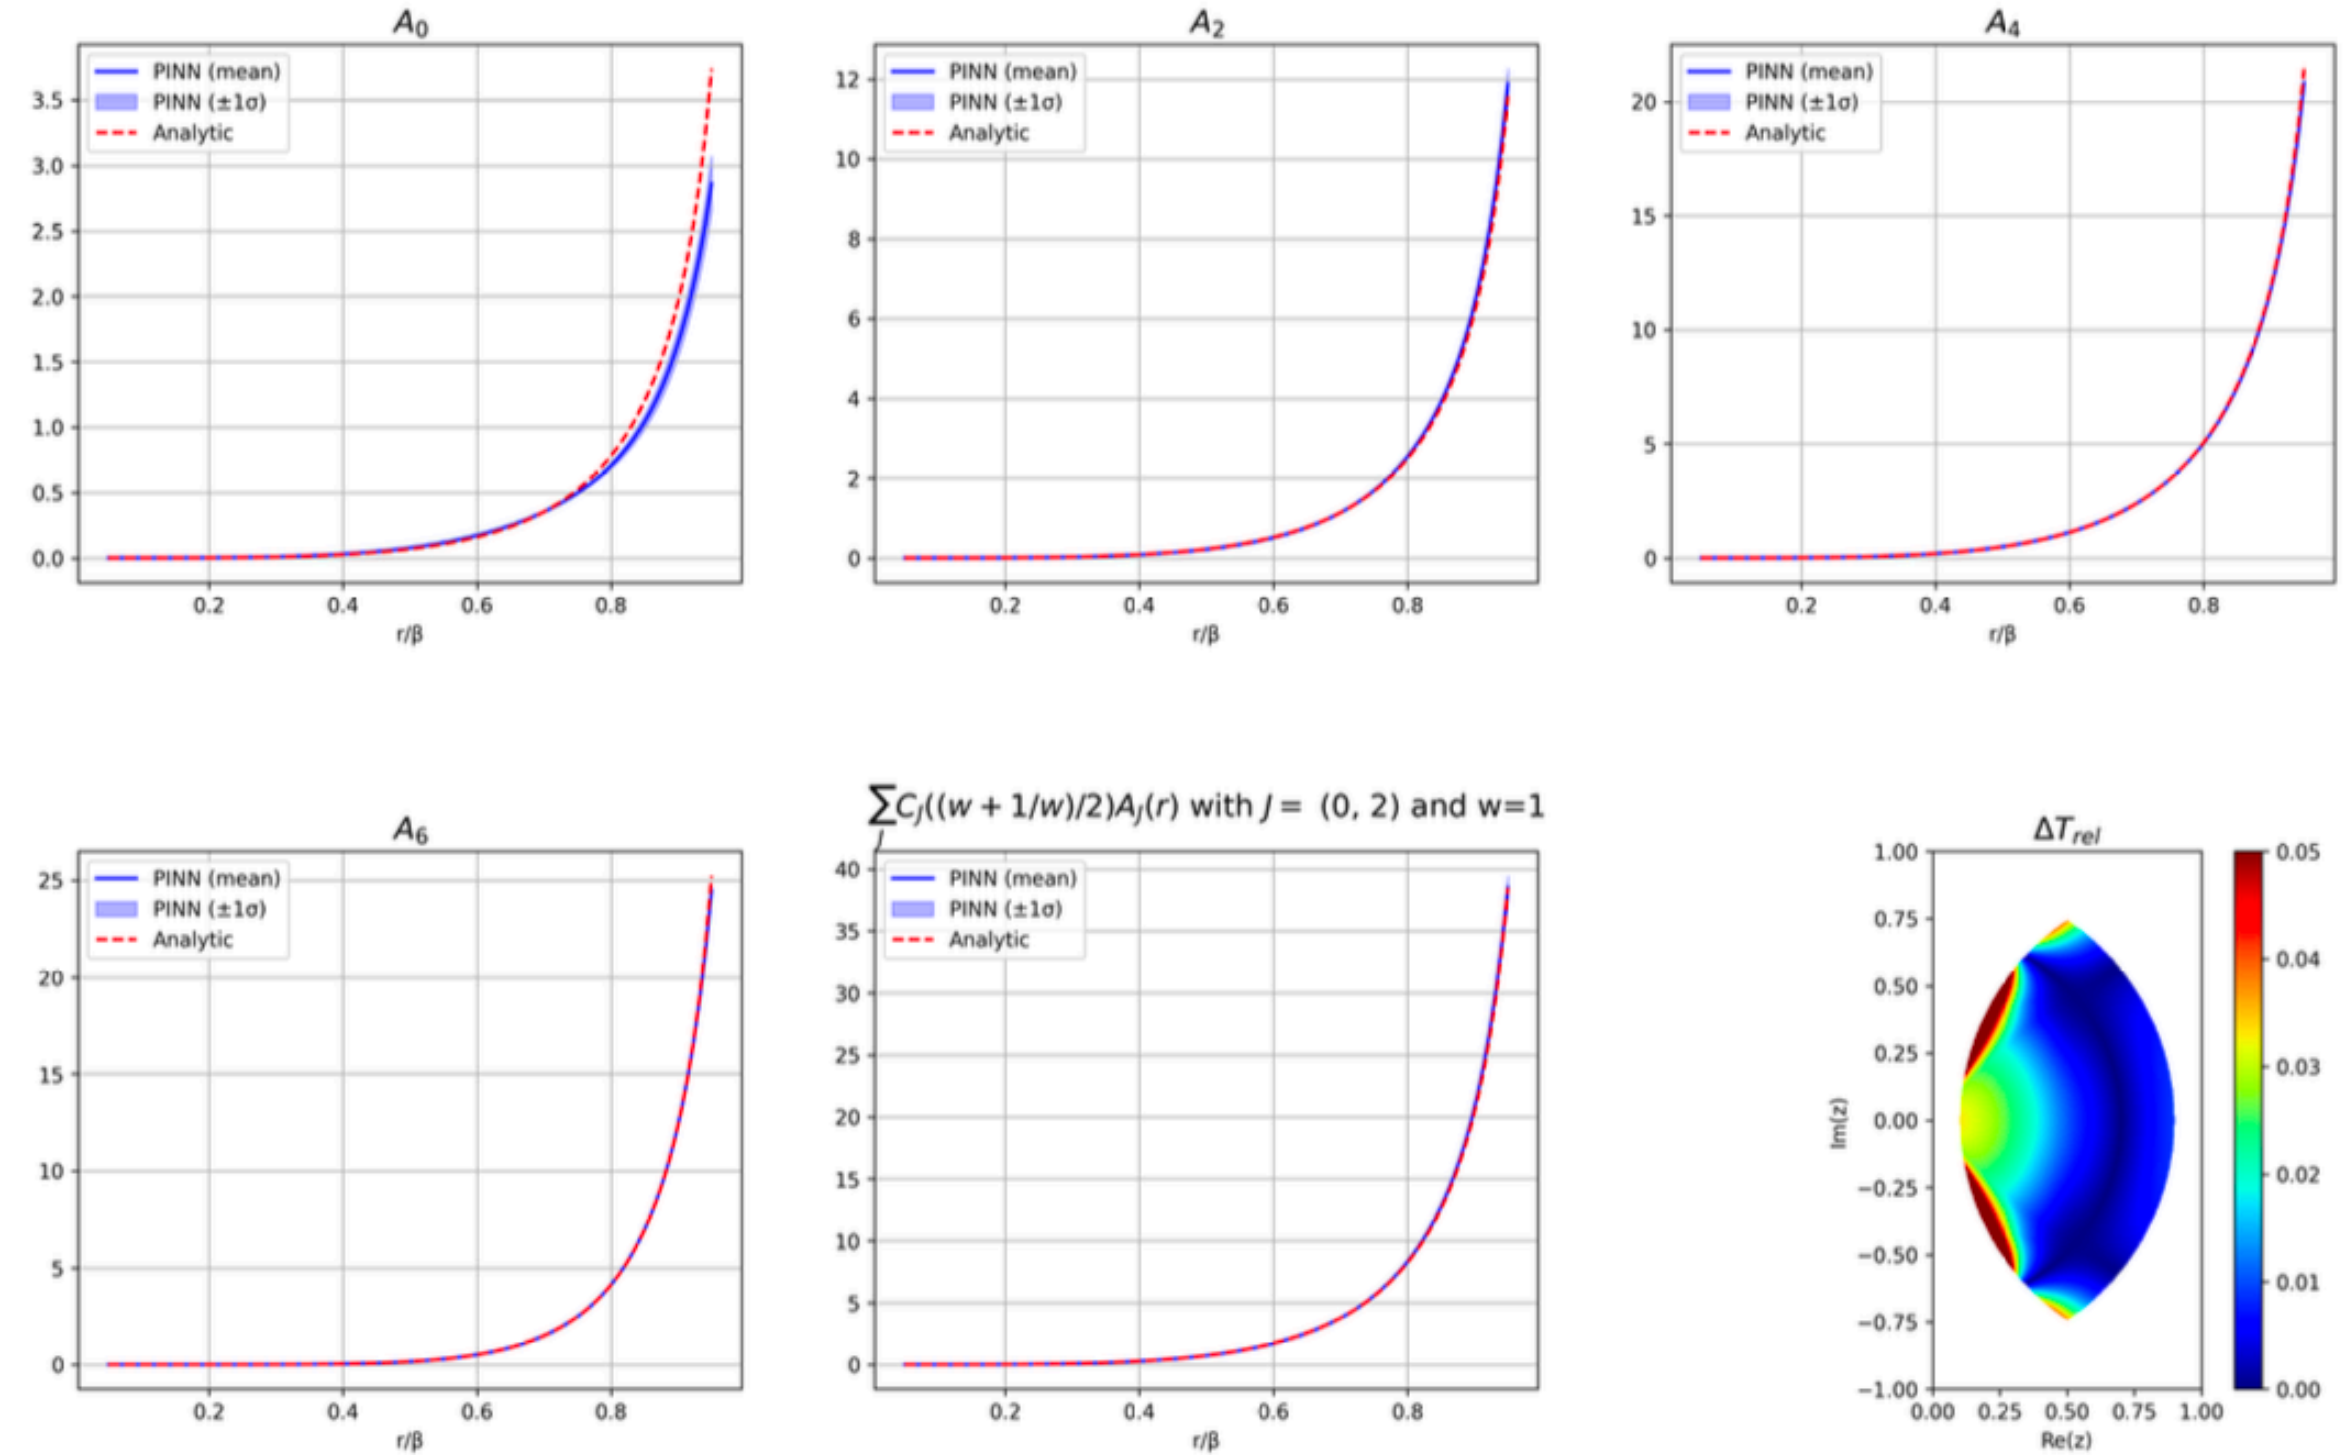 A₀
PINN (mean)
PINN (±1σ)
Analytic
3.5
3.0
2.5
2.0
1.5
1.0
0.5
0.0
0.2 0.4 0.6 0.8
r/β
A₂
PINN (mean)
PINN (±1σ)
Analytic
12
10
8
6
4
2
0
0.2 0.4 0.6 0.8
r/β
A₄
PINN (mean)
PINN (±1σ)
Analytic
20
15
10
5
0
0.2 0.4 0.6 0.8
r/β
A₆
PINN (mean)
PINN (±1σ)
Analytic
25
20
15
10
5
0
0.2 0.4 0.6 0.8
r/β
∑_J C_J((w + 1/w)/2)A_J(r) with J = (0, 2) and w=1
PINN (mean)
PINN (±1σ)
Analytic
40
35
30
25
20
15
10
5
0
0.2 0.4 0.6 0.8
r/β
ΔT_rel
1.00
0.75
0.50
0.25
0.00
−0.25
−0.50
−0.75
−1.00
Im(z)
0.00 0.25 0.50 0.75 1.00
Re(z)
0.05
0.04
0.03
0.02
0.01
0.00